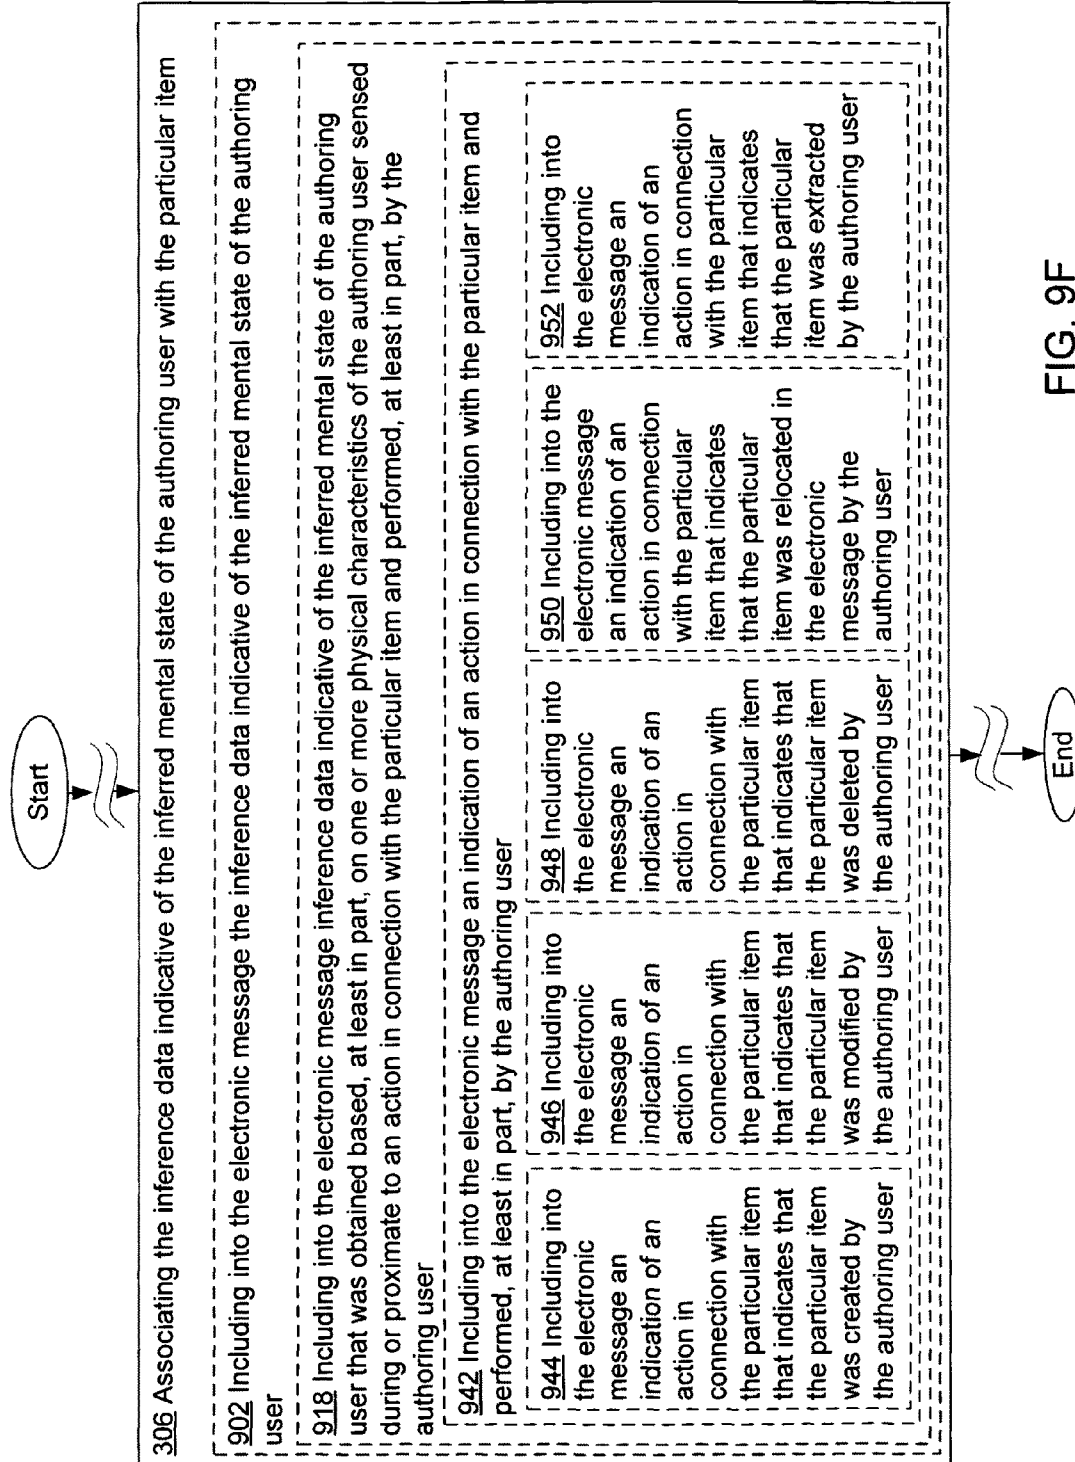 Start
306 Associating the inference data indicative of the inferred mental state of the authoring user with the particular item
902 Including into the electronic message the inference data indicative of the inferred mental state of the authoring
user
918 Including into the electronic message inference data indicative of the inferred mental state of the authoring
user that was obtained based, at least in part, on one or more physical characteristics of the authoring user sensed
during or proximate to an action in connection with the particular item and performed, at least in part, by the
authoring user
942 Including into the electronic message an indication of an action in connection with the particular item and
performed, at least in part, by the authoring user
944 Including into
the electronic
message an
indication of an
action in
connection with
the particular item
that indicates that
the particular item
was created by
the authoring user
946 Including into
the electronic
message an
indication of an
action in
connection with
the particular item
that indicates that
the particular item
was modified by
the authoring user
948 Including into
the electronic
message an
indication of an
action in
connection with
the particular item
that indicates that
the particular item
was deleted by
the authoring user
950 Including into the
electronic message
an indication of an
action in connection
with the particular
item that indicates
that the particular
item was relocated in
the electronic
message by the
authoring user
952 Including into
the electronic
message an
indication of an
action in connection
with the particular
item that indicates
that the particular
item was extracted
by the authoring user
End
FIG. 9F